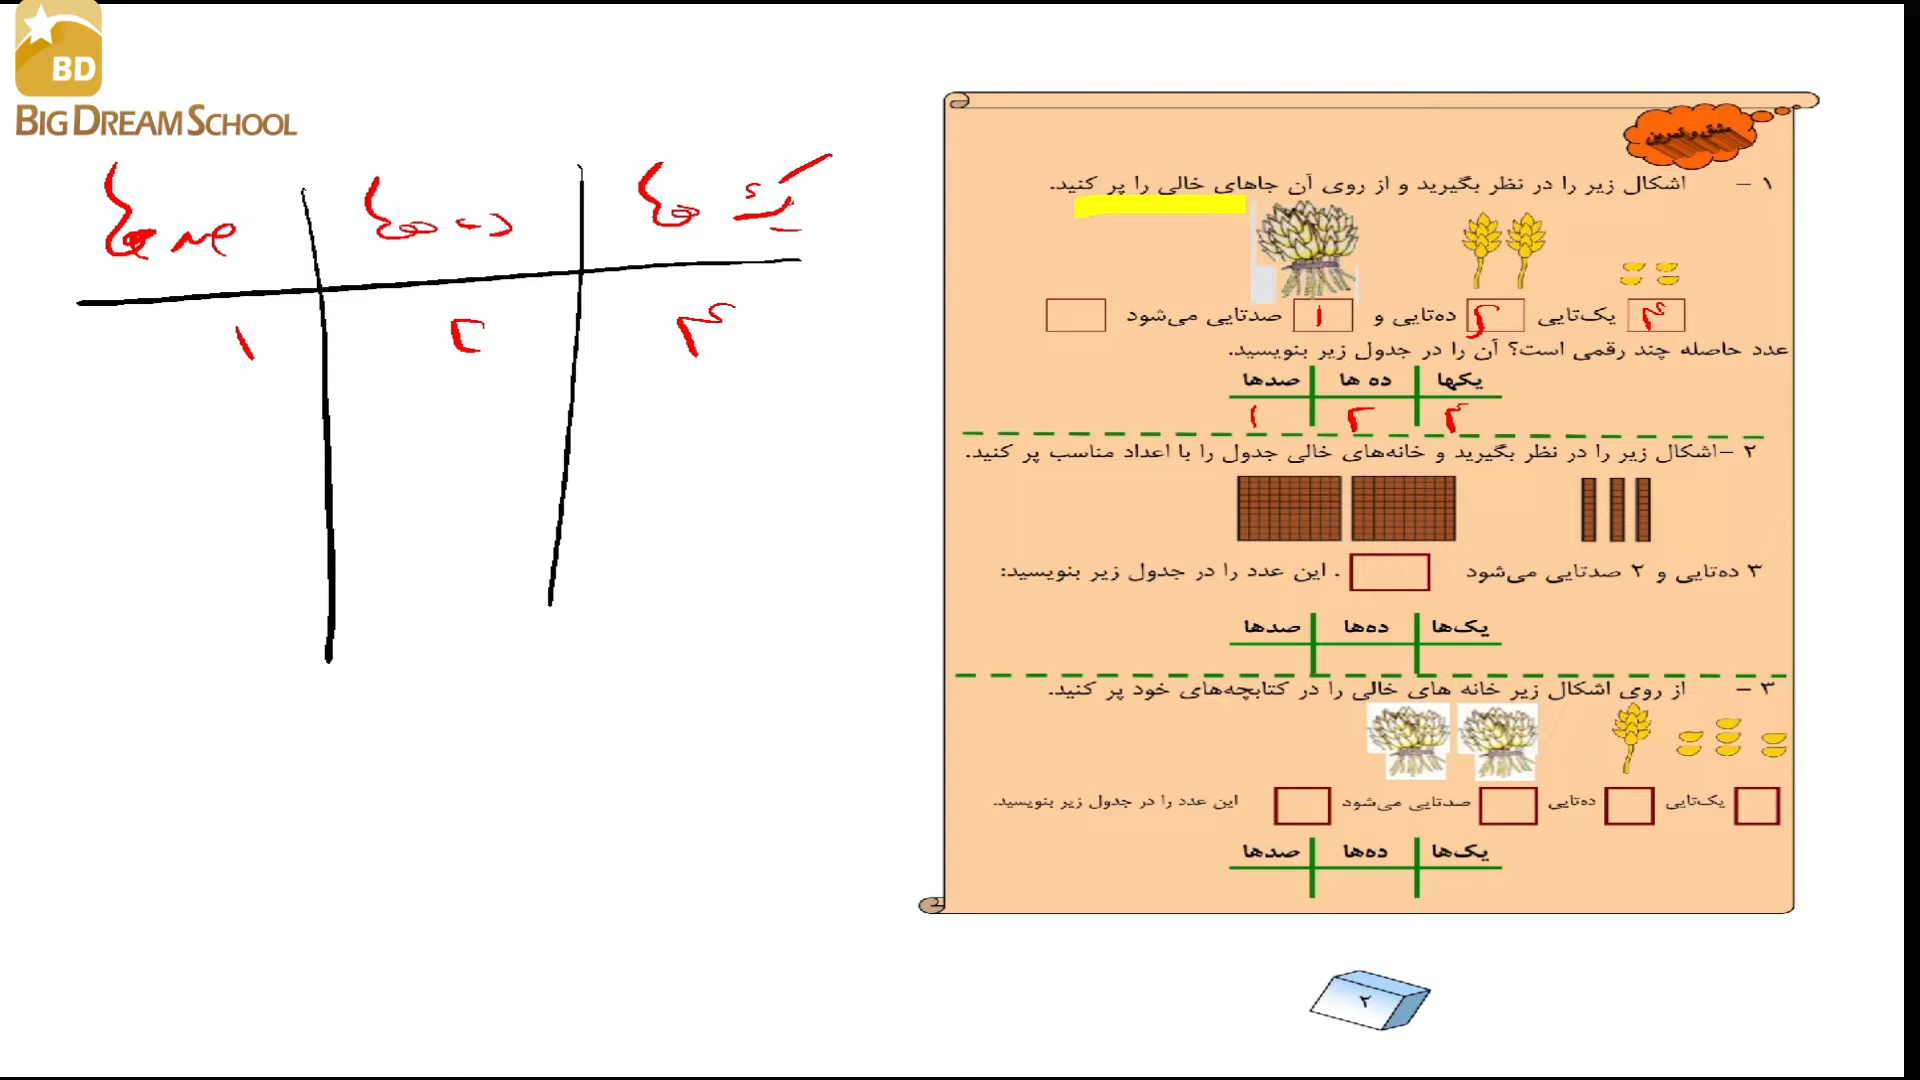 BD
BIG DREAM SCHOOL
صدها ده ها یک ها
۱ ۲ ۴
مشق و تمرین
۱ – اشکال زیر را در نظر بگیرید و از روی آن جاهای خالی را پر کنید.
۴ یک‌تایی ۲ ده‌تایی و ۱ صدتایی می‌شود
عدد حاصله چند رقمی است؟ آن را در جدول زیر بنویسید.
یکها ده ها صدها
۴ ۲ ۱
۲ –اشکال زیر را در نظر بگیرید و خانه‌های خالی جدول را با اعداد مناسب پر کنید.
۳ ده‌تایی و ۲ صدتایی می‌شود . این عدد را در جدول زیر بنویسید:
یک‌ها ده‌ها صدها
۳ – از روی اشکال زیر خانه های خالی را در کتابچه‌های خود پر کنید.
یک‌تایی ده‌تایی صدتایی می‌شود این عدد را در جدول زیر بنویسید.
یک‌ها ده‌ها صدها
۲